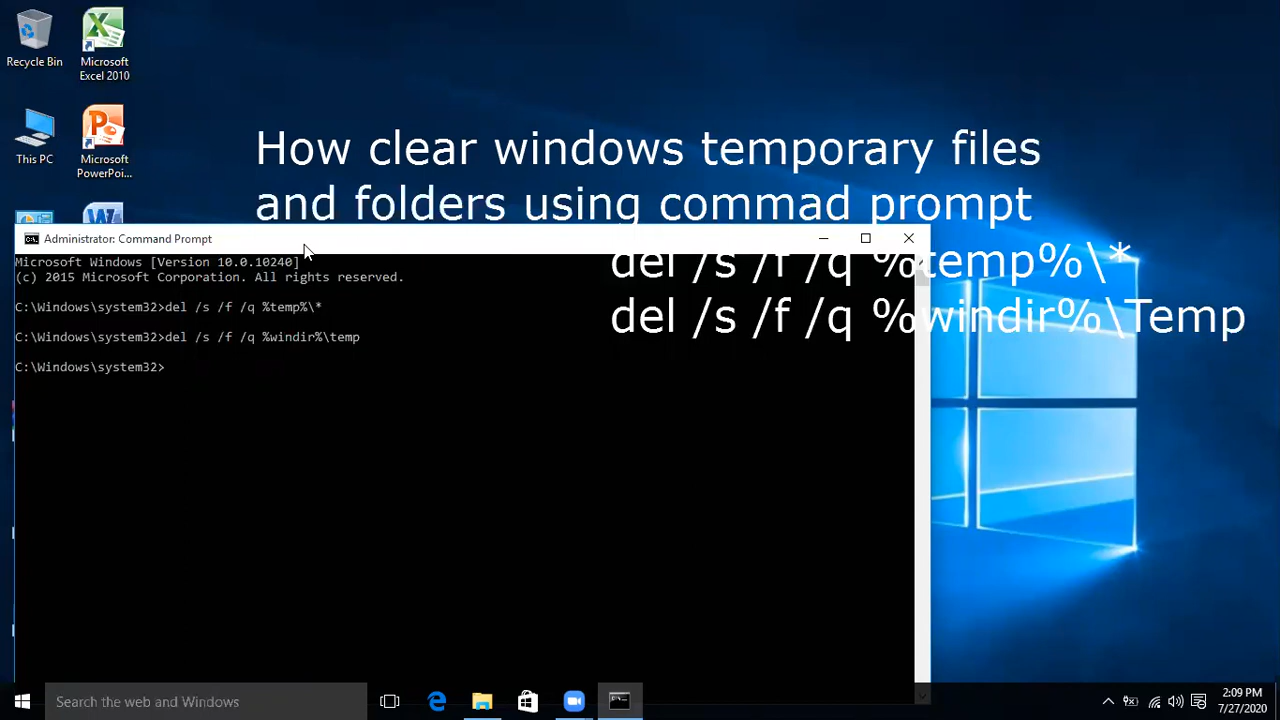 Recycle Bin
Microsoft
Excel 2010
This PC
Microsoft
PowerPoi...
How clear windows temporary files
and folders using commad prompt
del /s /f /q %temp%\*
del /s /f /q %windir%\Temp
Administrator: Command Prompt
Microsoft Windows [Version 10.0.10240]
(c) 2015 Microsoft Corporation. All rights reserved.
C:\Windows\system32>del /s /f /q %temp%\*
C:\Windows\system32>del /s /f /q %windir%\temp
C:\Windows\system32>
Search the web and Windows
2:09 PM
7/27/2020